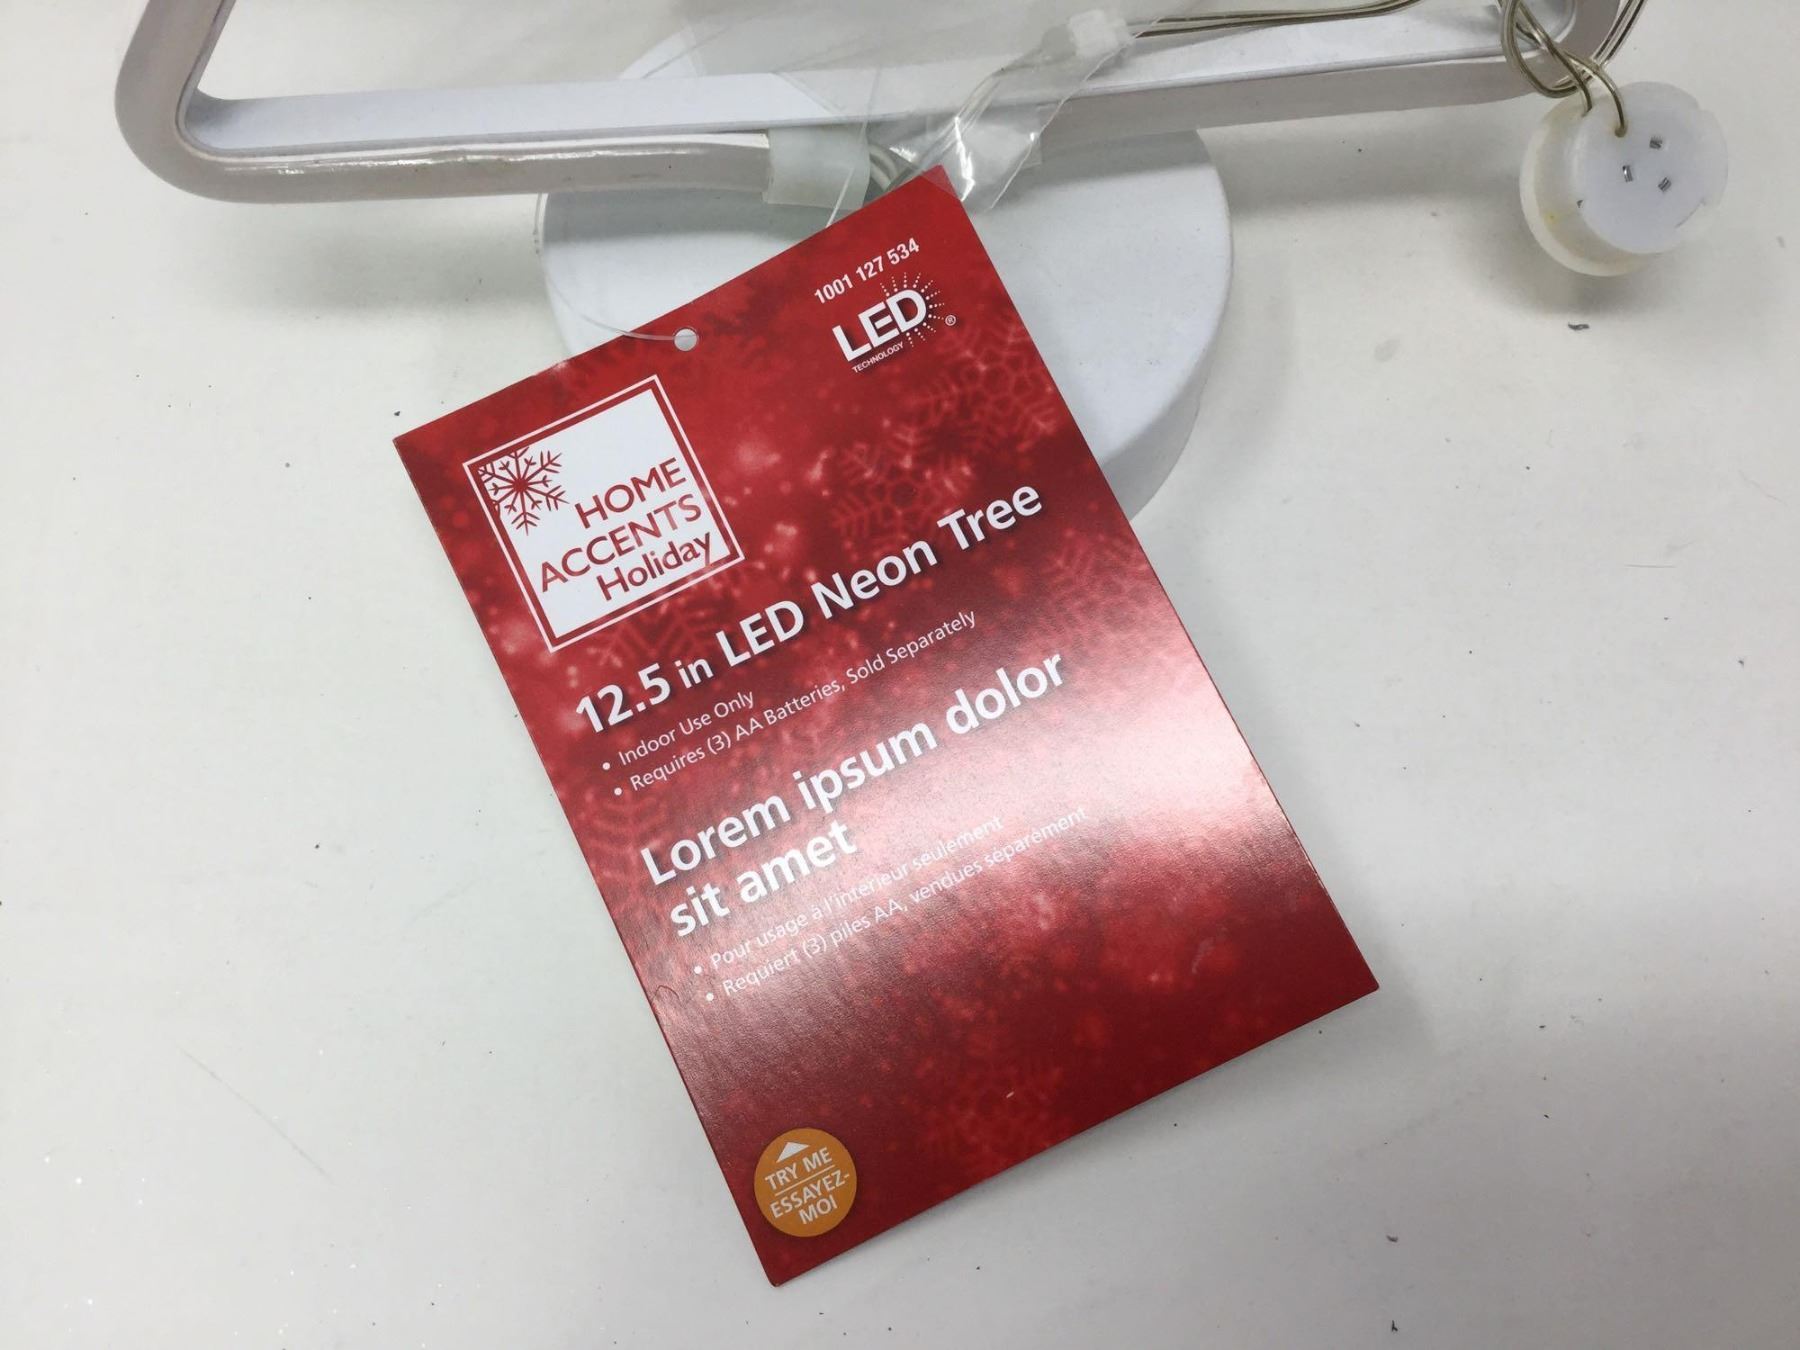 1001 127 534
LED®
TECHNOLOGY
HOME
ACCENTS
Holiday
12.5 in LED Neon Tree
• Indoor Use Only
• Requires (3) AA Batteries, Sold Separately
Lorem ipsum dolor
sit amet
• Pour usage à l'intérieur seulement
• Requiert (3) piles AA, vendues séparément
TRY ME
ESSAYEZ-
MOI